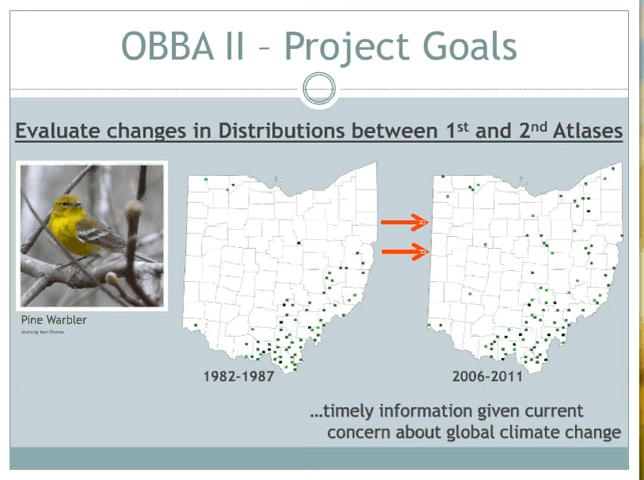 OBBA II – Project Goals
Evaluate changes in Distributions between 1st and 2nd Atlases
Pine Warbler
photo by Ken Thomas
1982-1987
2006-2011
…timely information given current
concern about global climate change